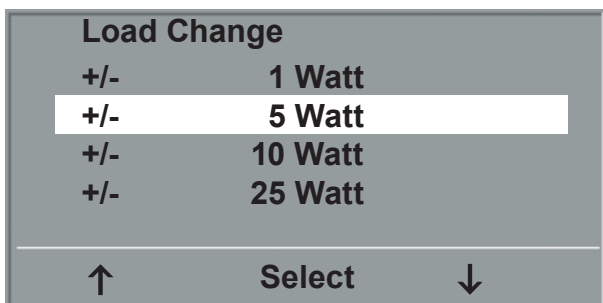 Load Change
+/- 1 Watt
+/- 5 Watt
+/- 10 Watt
+/- 25 Watt
↑ Select ↓